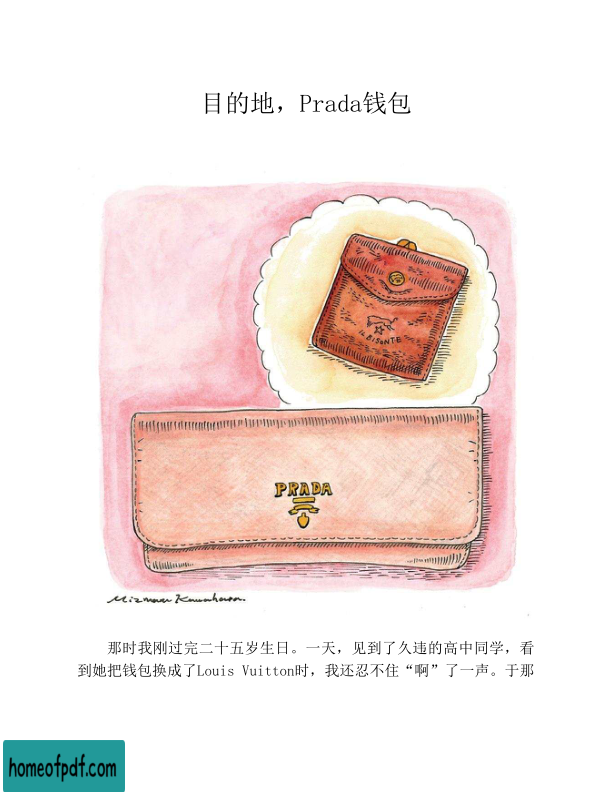 目的地，Prada钱包
IL BISONTE
PRADA
Mizmaru Kawahara.
那时我刚过完二十五岁生日。一天，见到了久违的高中同学，看
到她把钱包换成了Louis Vuitton时，我还忍不住“啊”了一声。于那
homeofpdf.com